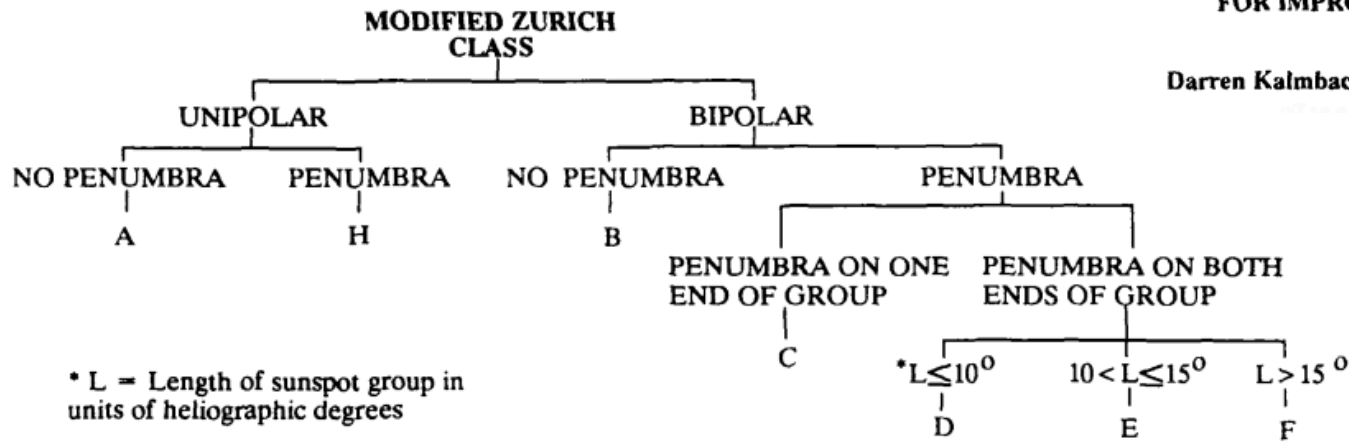 FOR IMPRO
MODIFIED ZURICH
CLASS
Darren Kalmbac
UNIPOLAR BIPOLAR
NO PENUMBRA PENUMBRA NO PENUMBRA PENUMBRA
A H B
PENUMBRA ON ONE PENUMBRA ON BOTH
END OF GROUP ENDS OF GROUP
C
*L≤10° 10<L≤15° L>15°
D E F
* L = Length of sunspot group in
units of heliographic degrees